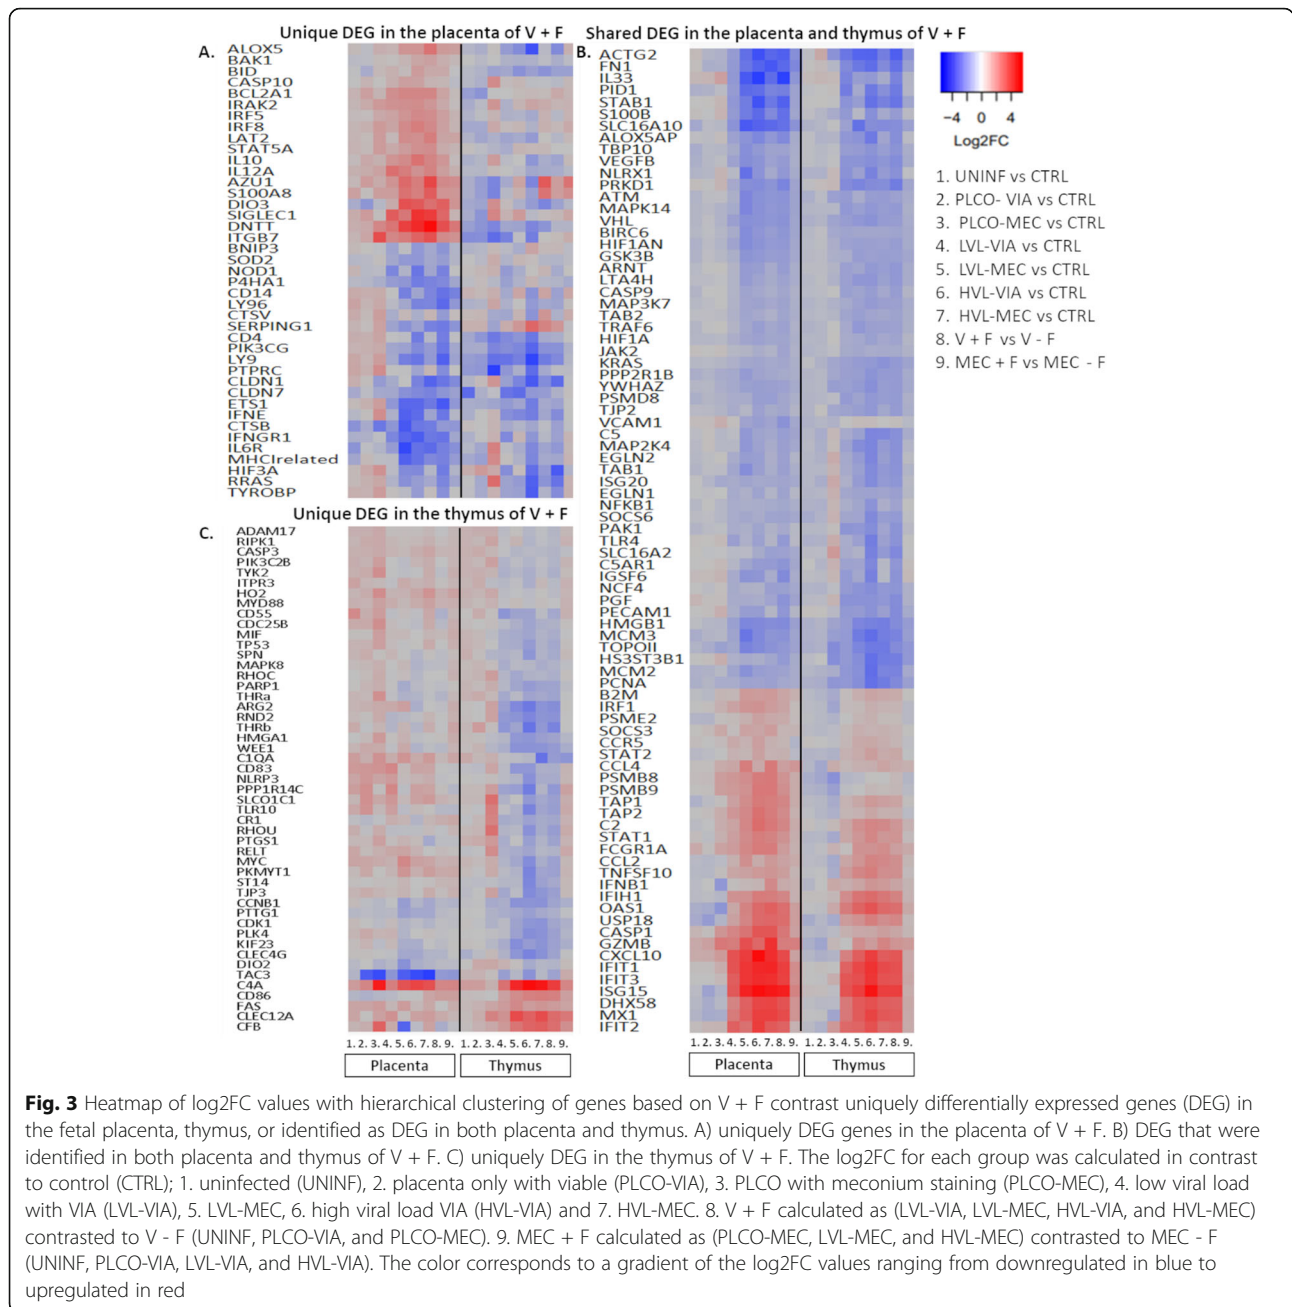 Unique DEG in the placenta of V + F
A.
ALOX5
BAK1
BID
CASP10
BCL2A1
IRAK2
IRF5
IRF8
LAT2
STAT5A
IL10
IL12A
AZU1
S100A8
DIO3
SIGLEC1
DNTT
ITGB7
BNIP3
SOD2
NOD1
P4HA1
CD14
LY96
CTSV
SERPING1
CD4
PIK3CG
LY9
PTPRC
CLDN1
CLDN7
ETS1
IFNE
CTSB
IFNGR1
IL6R
MHCIrelated
HIF3A
RRAS
TYROBP
Unique DEG in the thymus of V + F
C.
ADAM17
RIPK1
CASP3
PIK3C2B
TYK2
ITPR3
HO2
MYD88
CD55
CDC25B
MIF
TP53
SPN
MAPK8
RHOC
PARP1
THRa
ARG2
RND2
THRb
HMGA1
WEE1
C1QA
CD83
NLRP3
PPP1R14C
SLCO1C1
TLR10
CR1
RHOU
PTGS1
RELT
MYC
PKMYT1
ST14
TJP3
CCNB1
PTTG1
CDK1
PLK4
KIF23
CLEC4G
DIO2
TAC3
C4A
CD86
FAS
CLEC12A
CFB
1. 2. 3. 4. 5. 6. 7. 8. 9. 1. 2. 3. 4. 5. 6. 7. 8. 9.
Placenta Thymus
Shared DEG in the placenta and thymus of V + F
B.
ACTG2
FN1
IL33
PID1
STAB1
S100B
SLC16A10
ALOX5AP
TBP10
VEGFB
NLRX1
PRKD1
ATM
MAPK14
VHL
BIRC6
HIF1AN
GSK3B
ARNT
LTA4H
CASP9
MAP3K7
TAB2
TRAF6
HIF1A
JAK2
KRAS
PPP2R1B
YWHAZ
PSMD8
TJP2
VCAM1
C5
MAP2K4
EGLN2
TAB1
ISG20
EGLN1
NFKB1
SOCS6
PAK1
TLR4
SLC16A2
C5AR1
IGSF6
NCF4
PGF
PECAM1
HMGB1
MCM3
TOPOII
HS3ST3B1
MCM2
PCNA
B2M
IRF1
PSME2
SOCS3
CCR5
STAT2
CCL4
PSMB8
PSMB9
TAP1
TAP2
C2
STAT1
FCGR1A
CCL2
TNFSF10
IFNB1
IFIH1
OAS1
USP18
CASP1
GZMB
CXCL10
IFIT1
IFIT3
ISG15
DHX58
MX1
IFIT2
1. 2. 3. 4. 5. 6. 7. 8. 9. 1. 2. 3. 4. 5. 6. 7. 8. 9.
Placenta Thymus
−4 0 4
Log2FC
1. UNINF vs CTRL
2. PLCO- VIA vs CTRL
3. PLCO-MEC vs CTRL
4. LVL-VIA vs CTRL
5. LVL-MEC vs CTRL
6. HVL-VIA vs CTRL
7. HVL-MEC vs CTRL
8. V + F vs V - F
9. MEC + F vs MEC - F
Fig. 3 Heatmap of log2FC values with hierarchical clustering of genes based on V + F contrast uniquely differentially expressed genes (DEG) in
the fetal placenta, thymus, or identified as DEG in both placenta and thymus. A) uniquely DEG genes in the placenta of V + F. B) DEG that were
identified in both placenta and thymus of V + F. C) uniquely DEG in the thymus of V + F. The log2FC for each group was calculated in contrast
to control (CTRL); 1. uninfected (UNINF), 2. placenta only with viable (PLCO-VIA), 3. PLCO with meconium staining (PLCO-MEC), 4. low viral load
with VIA (LVL-VIA), 5. LVL-MEC, 6. high viral load VIA (HVL-VIA) and 7. HVL-MEC. 8. V + F calculated as (LVL-VIA, LVL-MEC, HVL-VIA, and HVL-MEC)
contrasted to V - F (UNINF, PLCO-VIA, and PLCO-MEC). 9. MEC + F calculated as (PLCO-MEC, LVL-MEC, and HVL-MEC) contrasted to MEC - F
(UNINF, PLCO-VIA, LVL-VIA, and HVL-VIA). The color corresponds to a gradient of the log2FC values ranging from downregulated in blue to
upregulated in red